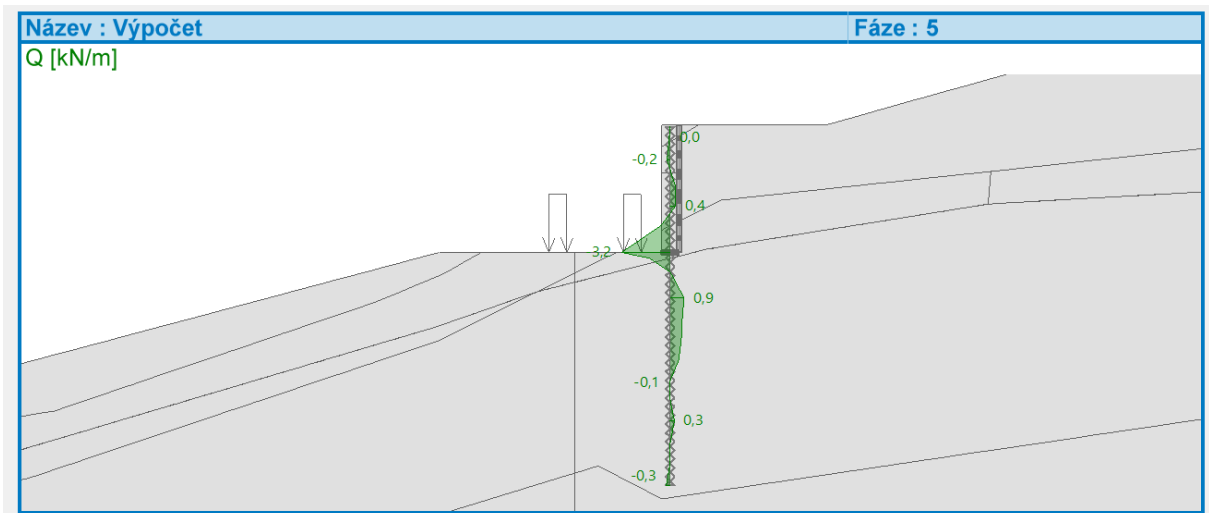 Název : Výpočet
Fáze : 5
Q [kN/m]
0,0
-0,2
0,4
-3,2
0,9
-0,1
0,3
-0,3